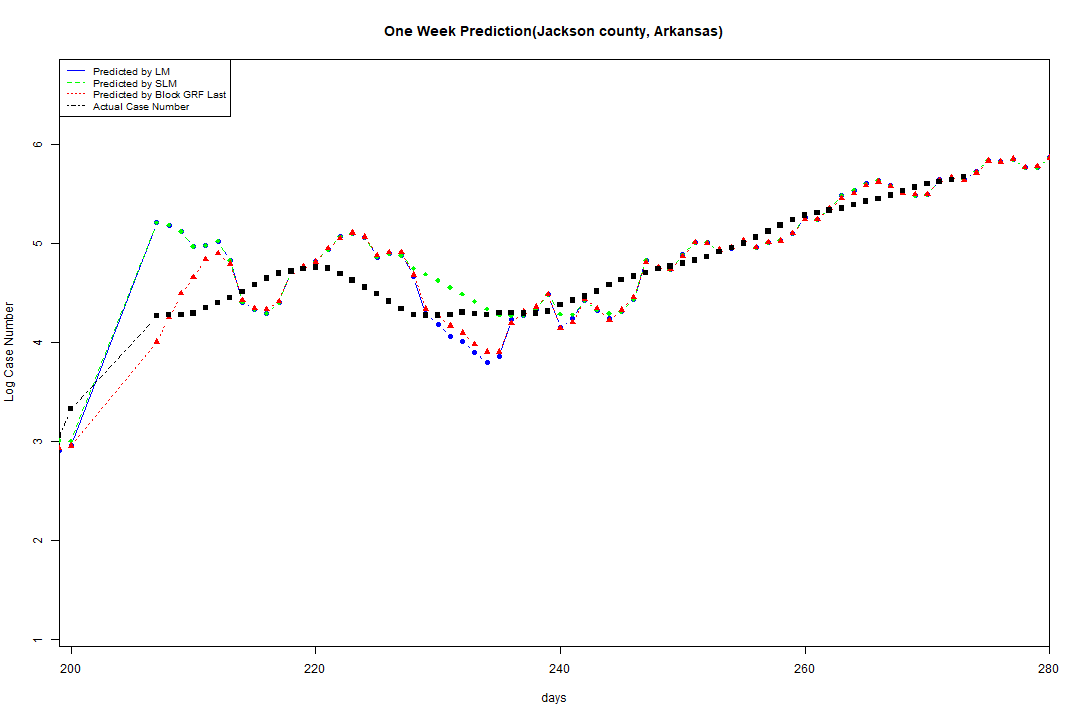 One Week Prediction(Jackson county, Arkansas)
Predicted by LM
Predicted by SLM
Predicted by Block GRF Last
Actual Case Number
6
5
4
3
2
1
Log Case Number
200 220 240 260 280
days